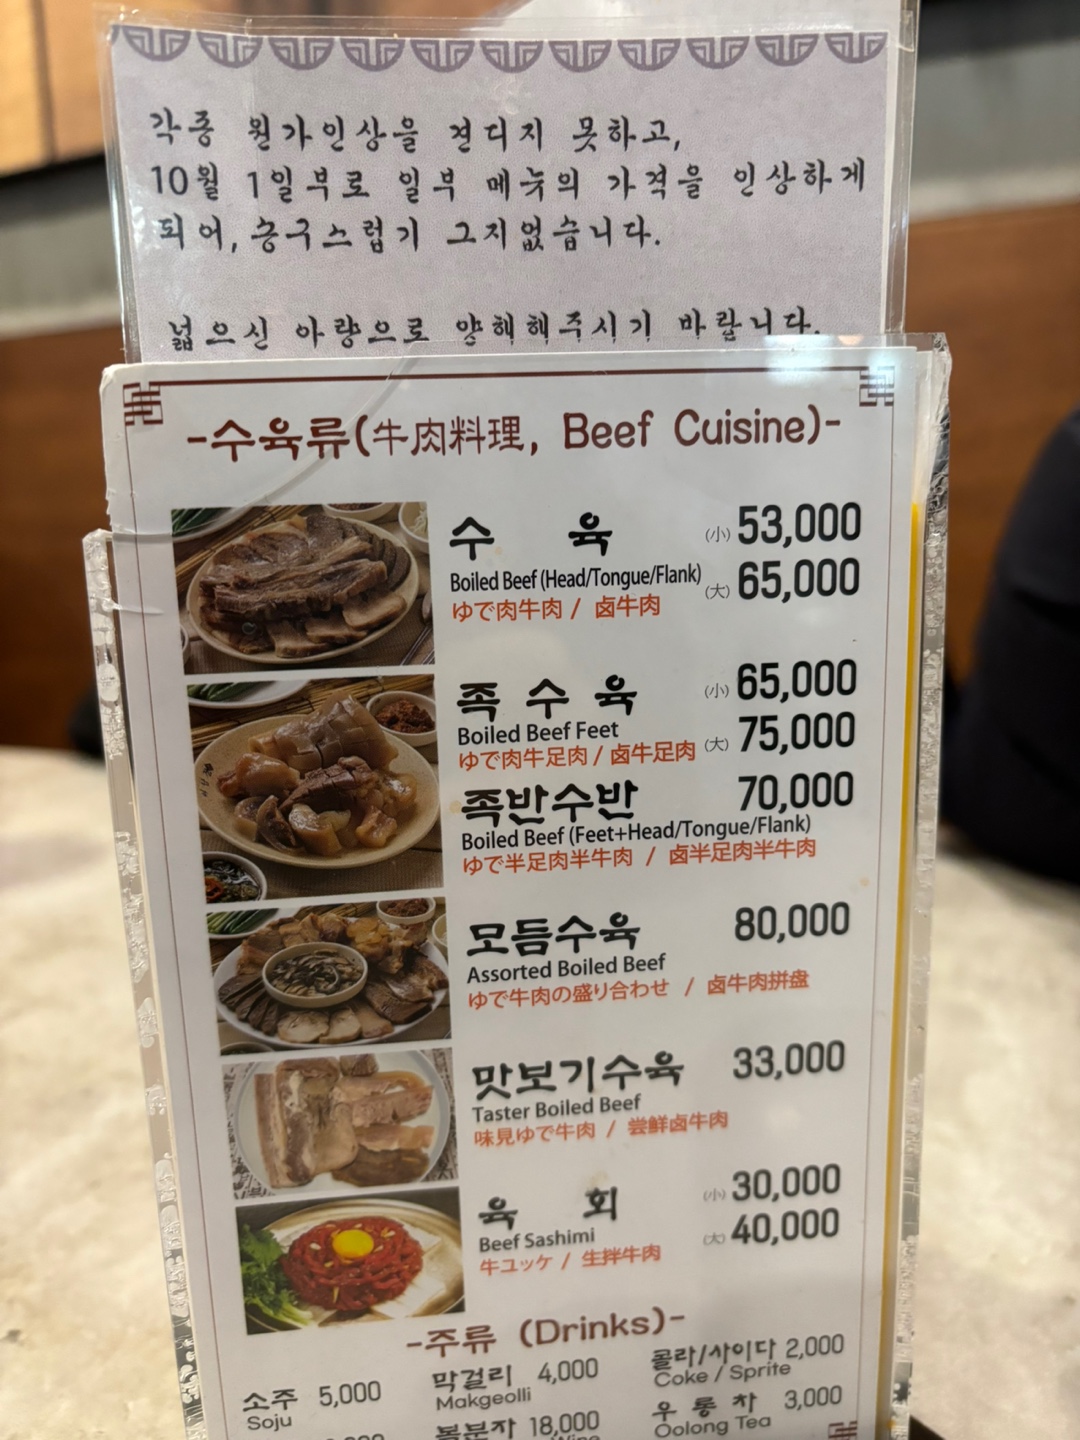 각종 원가인상을 견디지 못하고,
10월 1일부로 일부 메뉴의 가격을 인상하게
되어, 송구스럽기 그지없습니다.
넓으신 아량으로 양해해주시기 바랍니다.
-수육류(牛肉料理, Beef Cuisine)-
수 육 (小) 53,000
Boiled Beef (Head/Tongue/Flank) (大) 65,000
ゆで肉牛肉 / 卤牛肉
족 수 육 (小) 65,000
Boiled Beef Feet
ゆで肉牛足肉 / 卤牛足肉 (大) 75,000
족반수반 70,000
Boiled Beef (Feet+Head/Tongue/Flank)
ゆで半足肉半牛肉 / 卤半足肉半牛肉
모듬수육 80,000
Assorted Boiled Beef
ゆで牛肉の盛り合わせ / 卤牛肉拼盘
맛보기수육 33,000
Taster Boiled Beef
味見ゆで牛肉 / 尝鲜卤牛肉
육 회 (小) 30,000
Beef Sashimi (大) 40,000
牛ユッケ / 生拌牛肉
-주류 (Drinks)-
소주 5,000 막걸리 4,000 콜라/사이다 2,000
Soju Makgeolli Coke / Sprite
복분자 18,000 우 롱 차 3,000
Wine Oolong Tea